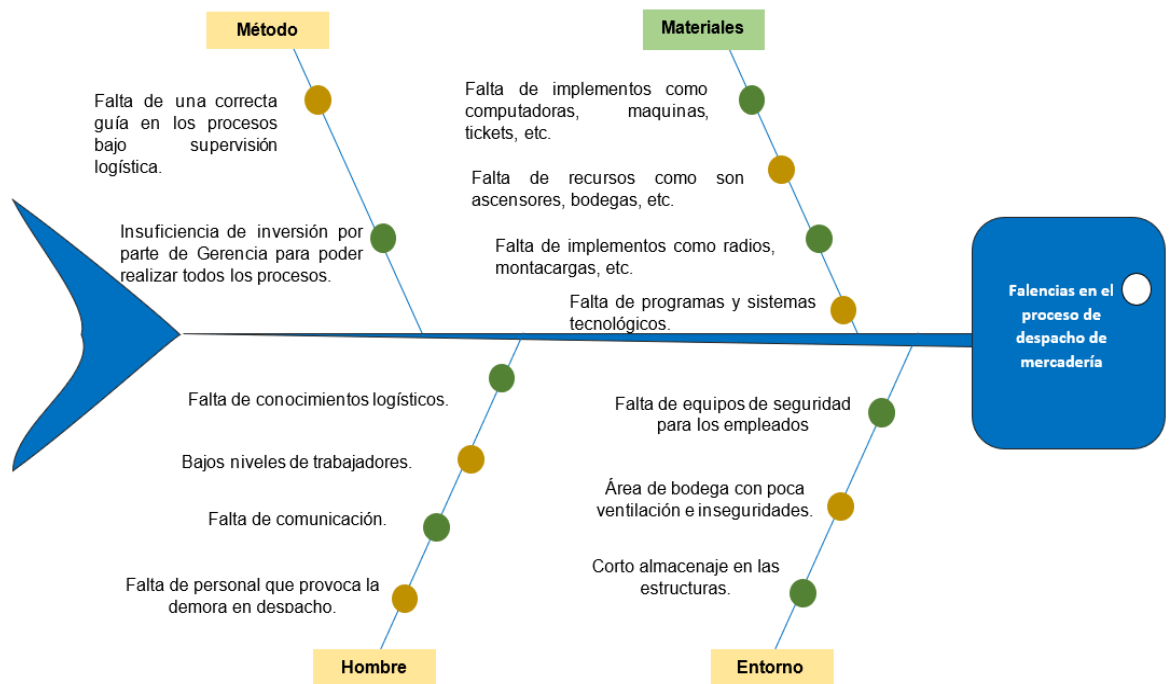 Método
Falta de una correcta
guía en los procesos
bajo supervisión
logística.
Insuficiencia de inversión por
parte de Gerencia para poder
realizar todos los procesos.
Materiales
Falta de implementos como
computadoras, maquinas,
tickets, etc.
Falta de recursos como son
ascensores, bodegas, etc.
Falta de implementos como radios,
montacargas, etc.
Falta de programas y sistemas
tecnológicos.
Falencias en el
proceso de
despacho de
mercadería
Falta de conocimientos logísticos.
Bajos niveles de trabajadores.
Falta de comunicación.
Falta de personal que provoca la
demora en despacho.
Hombre
Falta de equipos de seguridad
para los empleados
Área de bodega con poca
ventilación e inseguridades.
Corto almacenaje en las
estructuras.
Entorno